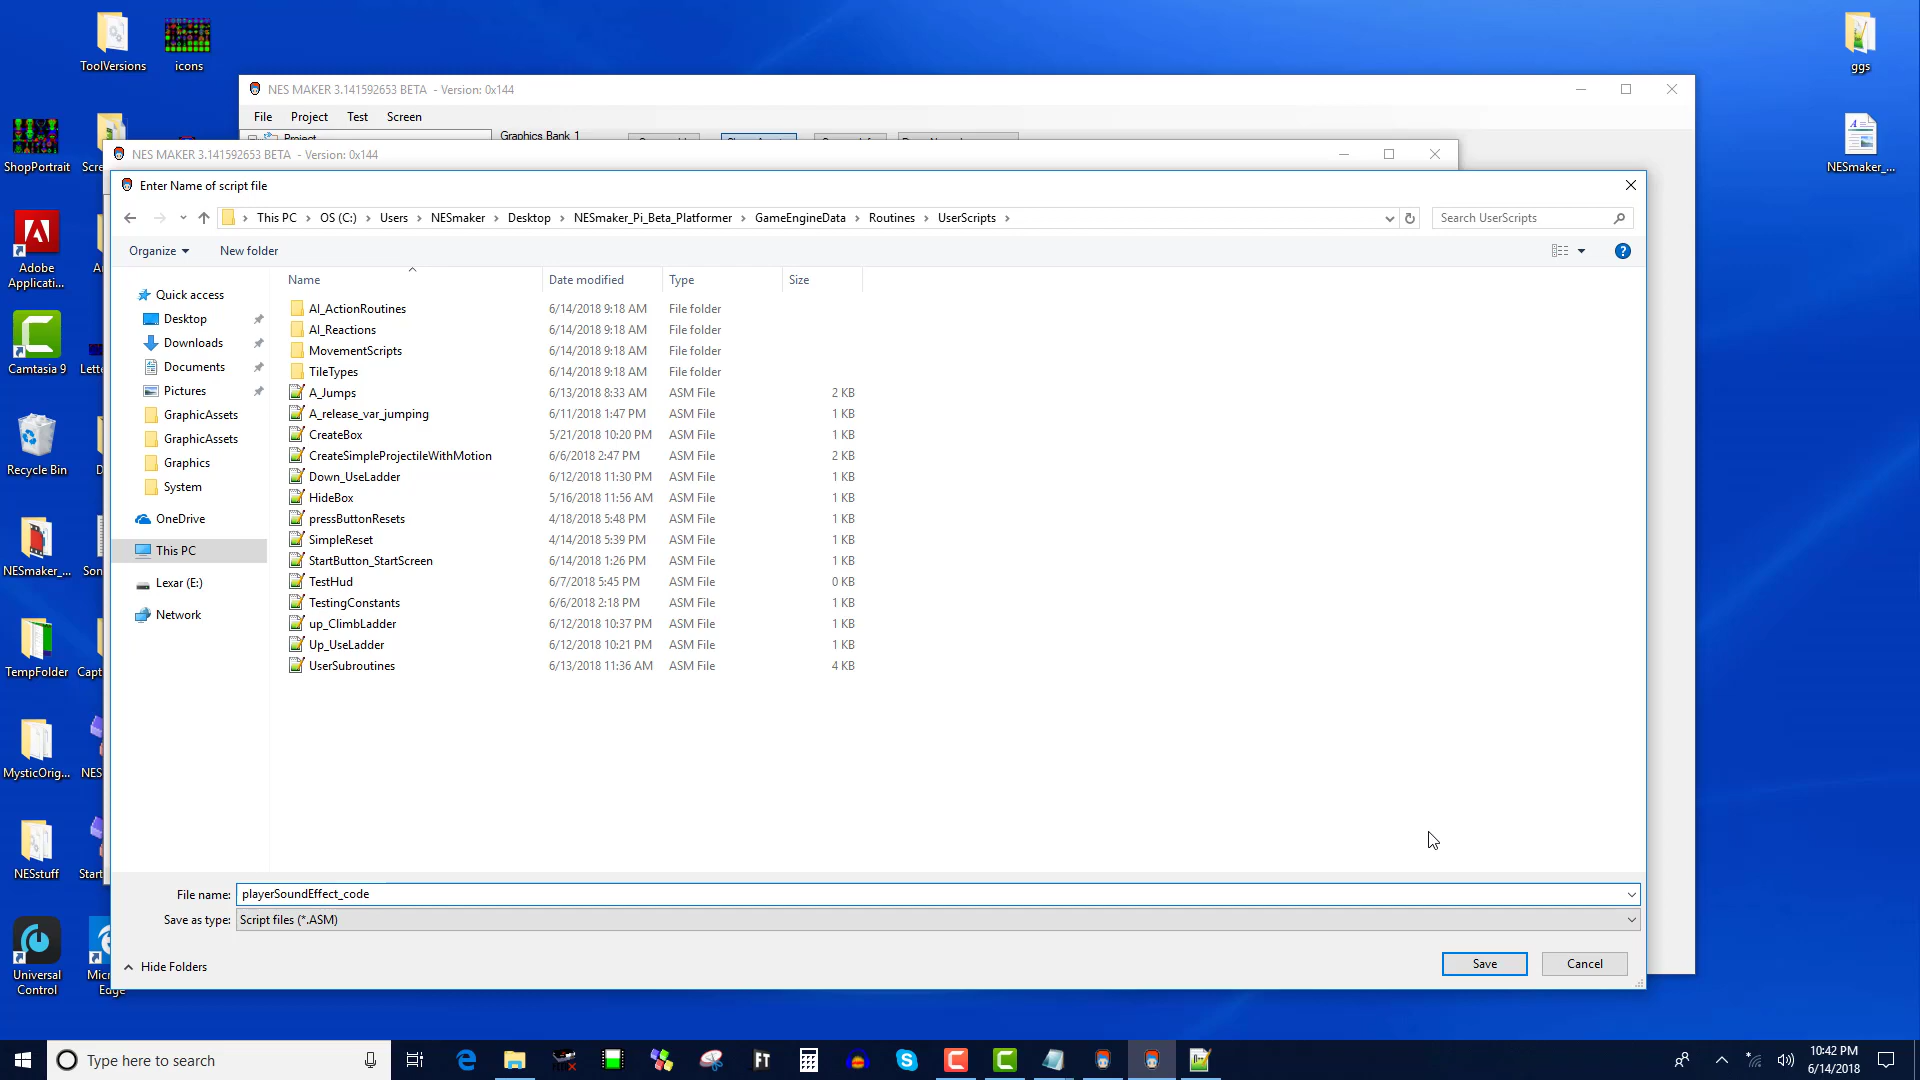 ToolVersions
icons
ggs
NES MAKER 3.141592653 BETA - Version: 0x144
File Project Test Screen
Project
Graphics Bank 1
ShopPortrait
NESmaker_...
NES MAKER 3.141592653 BETA - Version: 0x144
Enter Name of script file
This PC > OS (C:) > Users > NESmaker > Desktop > NESmaker_Pi_Beta_Platformer > GameEngineData > Routines > UserScripts >
Search UserScripts
Organize New folder
Name Date modified Type Size
Quick access
Desktop
Downloads
Documents
Pictures
GraphicAssets
GraphicAssets
Graphics
System
OneDrive
This PC
Lexar (E:)
Network
AI_ActionRoutines 6/14/2018 9:18 AM File folder
AI_Reactions 6/14/2018 9:18 AM File folder
MovementScripts 6/14/2018 9:18 AM File folder
TileTypes 6/14/2018 9:18 AM File folder
A_Jumps 6/13/2018 8:33 AM ASM File 2 KB
A_release_var_jumping 6/11/2018 1:47 PM ASM File 1 KB
CreateBox 5/21/2018 10:20 PM ASM File 1 KB
CreateSimpleProjectileWithMotion 6/6/2018 2:47 PM ASM File 2 KB
Down_UseLadder 6/12/2018 11:30 PM ASM File 1 KB
HideBox 5/16/2018 11:56 AM ASM File 1 KB
pressButtonResets 4/18/2018 5:48 PM ASM File 1 KB
SimpleReset 4/14/2018 5:39 PM ASM File 1 KB
StartButton_StartScreen 6/14/2018 1:26 PM ASM File 1 KB
TestHud 6/7/2018 5:45 PM ASM File 0 KB
TestingConstants 6/6/2018 2:18 PM ASM File 1 KB
up_ClimbLadder 6/12/2018 10:37 PM ASM File 1 KB
Up_UseLadder 6/12/2018 10:21 PM ASM File 1 KB
UserSubroutines 6/13/2018 11:36 AM ASM File 4 KB
Adobe
Applicati...
Camtasia 9
Recycle Bin
NESmaker_...
TempFolder
MysticOrig...
NESstuff
Universal
Control
Edge
File name: playerSoundEffect_code
Save as type: Script files (*.ASM)
Hide Folders
Save Cancel
Type here to search
FT
10:42 PM
6/14/2018